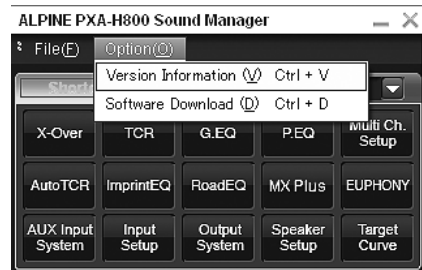 ALPINE PXA-H800 Sound Manager
File(F) Option(O)
Version Information (V) Ctrl + V
Software Download (D) Ctrl + D
X-Over TCR G.EQ P.EQ Multi Ch. Setup
AutoTCR ImprintEQ RoadEQ MX Plus EUPHONY
AUX Input System Input Setup Output System Speaker Setup Target Curve